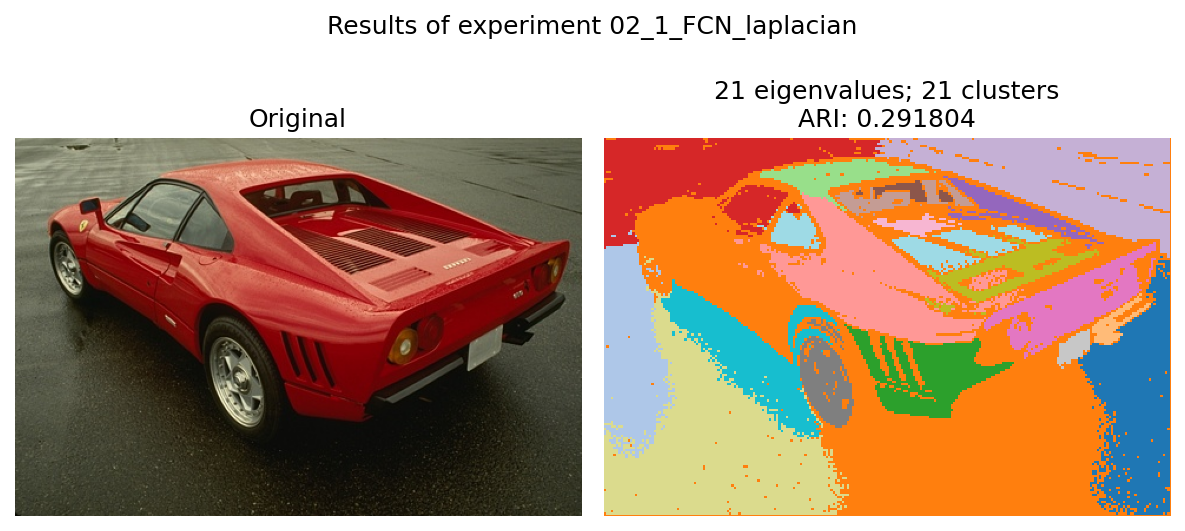 Results of experiment 02_1_FCN_laplacian
Original
21 eigenvalues; 21 clusters
ARI: 0.291804